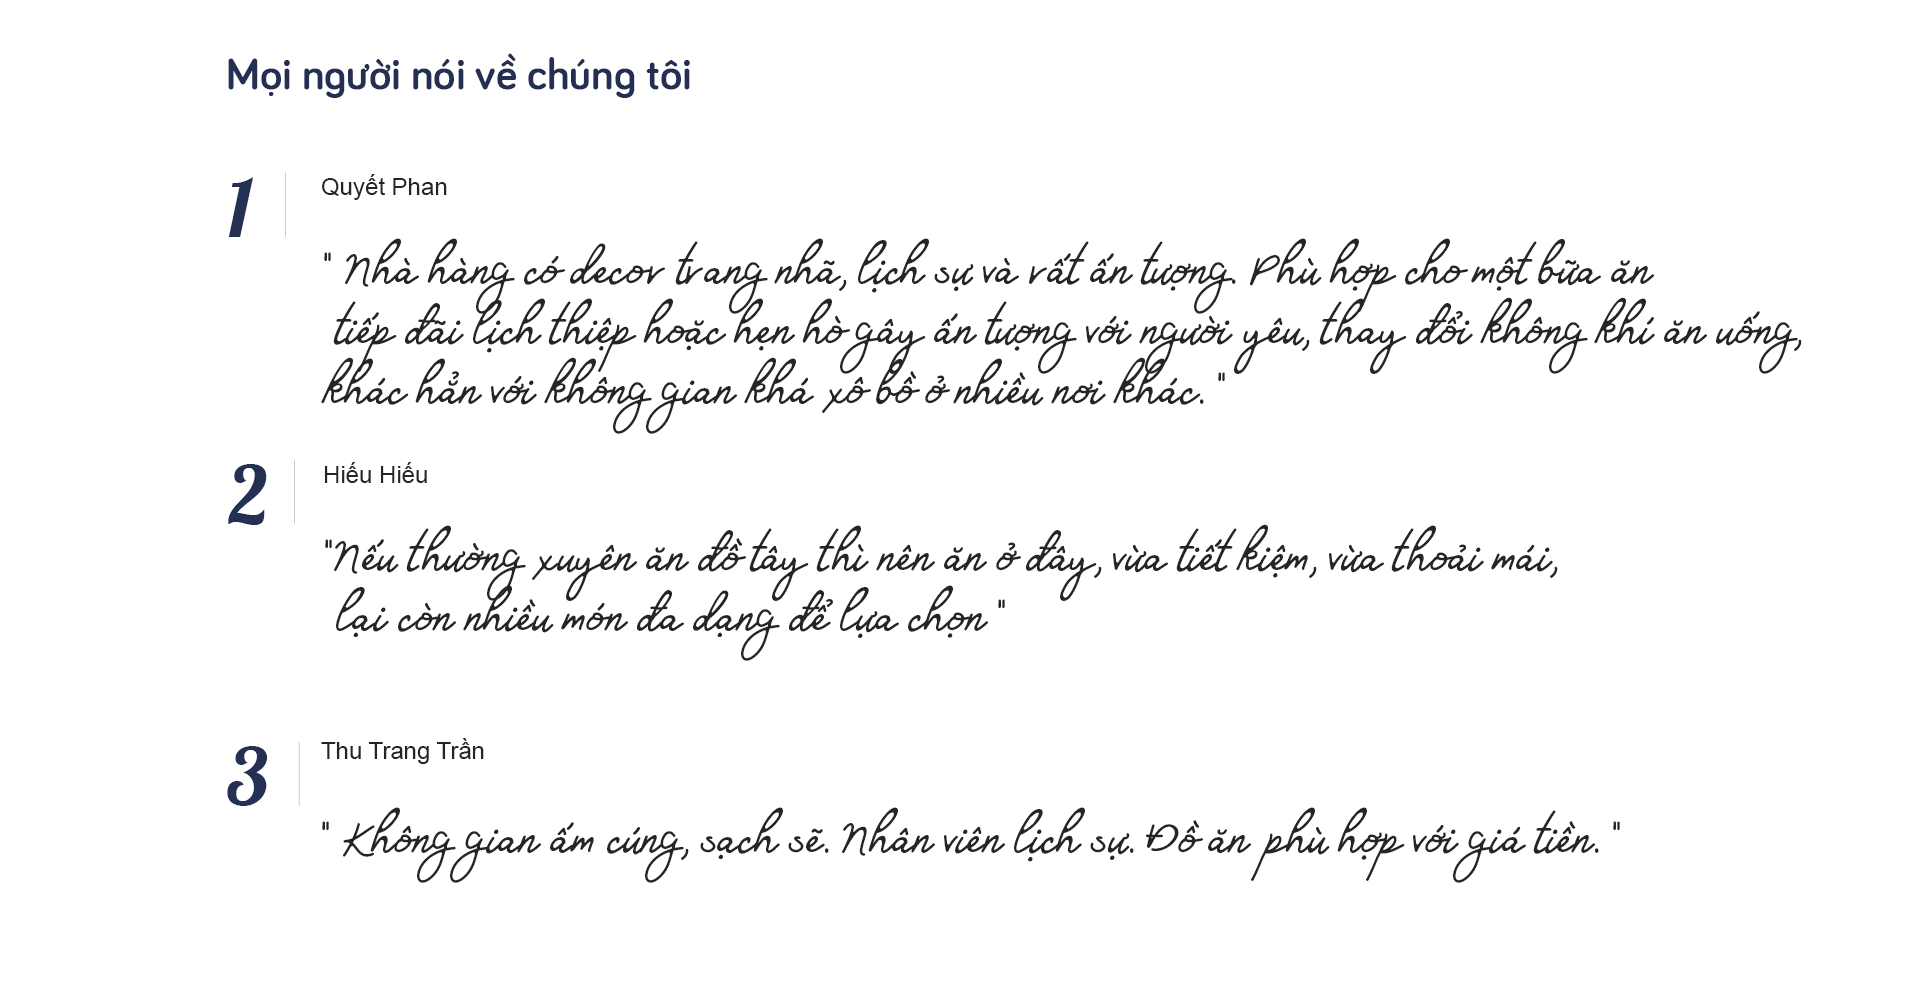 Mọi người nói về chúng tôi
1
Quyết Phan
" Nhà hàng có decor trang nhã, lịch sự và rất ấn tượng. Phù hợp cho một bữa ăn
tiếp đãi lịch thiệp hoặc hẹn hò gây ấn tượng với người yêu, thay đổi không khí ăn uống,
khác hẳn với không gian khá xô bồ ở nhiều nơi khác. "
2
Hiếu Hiếu
"Nếu thường xuyên ăn đồ tây thì nên ăn ở đây, vừa tiết kiệm, vừa thoải mái,
lại còn nhiều món đa dạng để lựa chọn "
3
Thu Trang Trần
" Không gian ấm cúng, sạch sẽ. Nhân viên lịch sự. Đồ ăn phù hợp với giá tiền. "